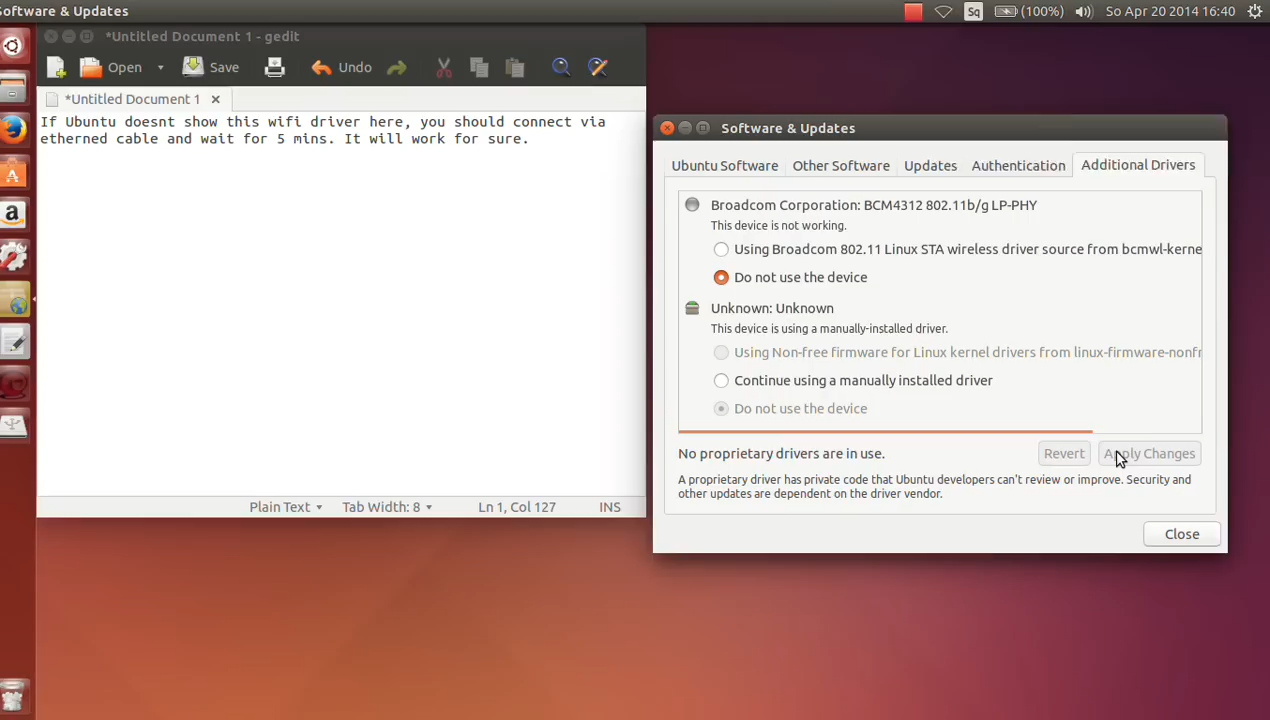 Software & Updates
Sq
(100%)
So Apr 20 2014 16:40
*Untitled Document 1 - gedit
Open
Save
Undo
*Untitled Document 1
If Ubuntu doesnt show this wifi driver here, you should connect via
etherned cable and wait for 5 mins. It will work for sure.
Plain Text
Tab Width: 8
Ln 1, Col 127
INS
Software & Updates
Ubuntu Software
Other Software
Updates
Authentication
Additional Drivers
Broadcom Corporation: BCM4312 802.11b/g LP-PHY
This device is not working.
Using Broadcom 802.11 Linux STA wireless driver source from bcmwl-kerne
Do not use the device
Unknown: Unknown
This device is using a manually-installed driver.
Using Non-free firmware for Linux kernel drivers from linux-firmware-nonfr
Continue using a manually installed driver
Do not use the device
No proprietary drivers are in use.
Revert
Apply Changes
A proprietary driver has private code that Ubuntu developers can't review or improve. Security and
other updates are dependent on the driver vendor.
Close